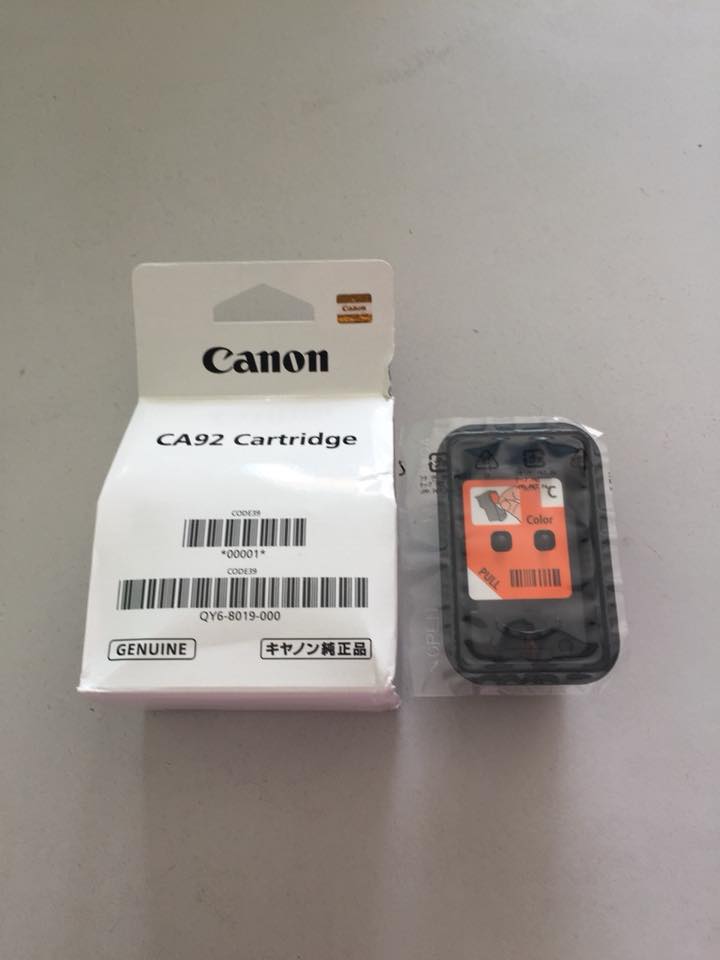 Canon
Canon
CA92 Cartridge
CODE39
*00001*
CODE39
QY6-8019-000
GENUINE
キヤノン純正品
C
Color
PULL